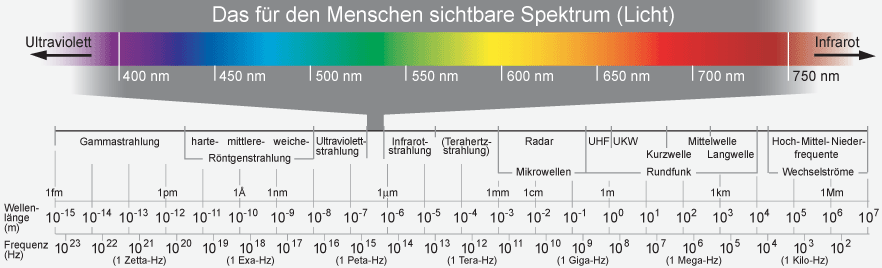 Das für den Menschen sichtbare Spektrum (Licht)
Ultraviolett
Infrarot
400 nm 450 nm 500 nm 550 nm 600 nm 650 nm 700 nm 750 nm
Gammastrahlung harte- mittlere- weiche- Ultraviolett- Infrarot- (Terahertz- Radar UHF UKW Mittelwelle Hoch- Mittel- Nieder-
Röntgenstrahlung strahlung strahlung strahlung) Kurzwelle Langwelle frequente
Mikrowellen Rundfunk Wechselströme
1fm 1pm 1Å 1nm 1µm 1mm 1cm 1m 1km 1Mm
Wellen-
länge (m) 10⁻¹⁵ 10⁻¹⁴ 10⁻¹³ 10⁻¹² 10⁻¹¹ 10⁻¹⁰ 10⁻⁹ 10⁻⁸ 10⁻⁷ 10⁻⁶ 10⁻⁵ 10⁻⁴ 10⁻³ 10⁻² 10⁻¹ 10⁰ 10¹ 10² 10³ 10⁴ 10⁵ 10⁶ 10⁷
Frequenz
(Hz) 10²³ 10²² 10²¹ 10²⁰ 10¹⁹ 10¹⁸ 10¹⁷ 10¹⁶ 10¹⁵ 10¹⁴ 10¹³ 10¹² 10¹¹ 10¹⁰ 10⁹ 10⁸ 10⁷ 10⁶ 10⁵ 10⁴ 10³ 10²
(1 Zetta-Hz) (1 Exa-Hz) (1 Peta-Hz) (1 Tera-Hz) (1 Giga-Hz) (1 Mega-Hz) (1 Kilo-Hz)